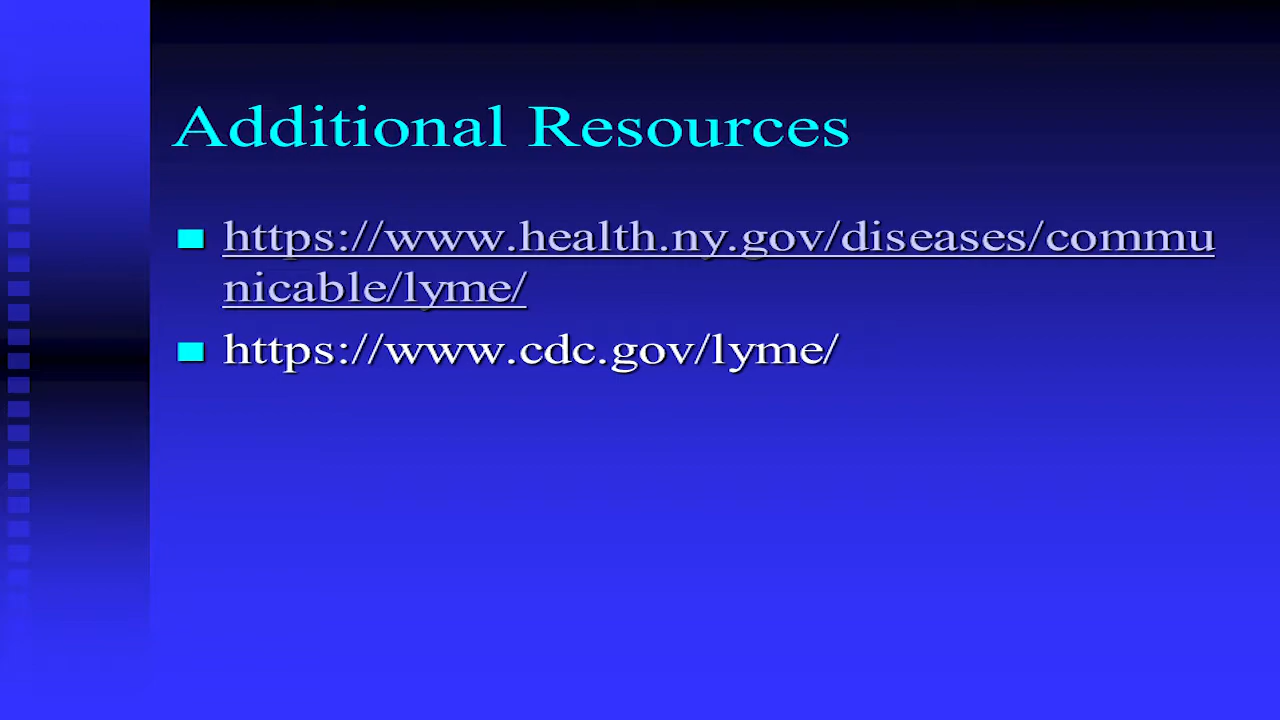 Additional Resources
https://www.health.ny.gov/diseases/commu
nicable/lyme/
https://www.cdc.gov/lyme/